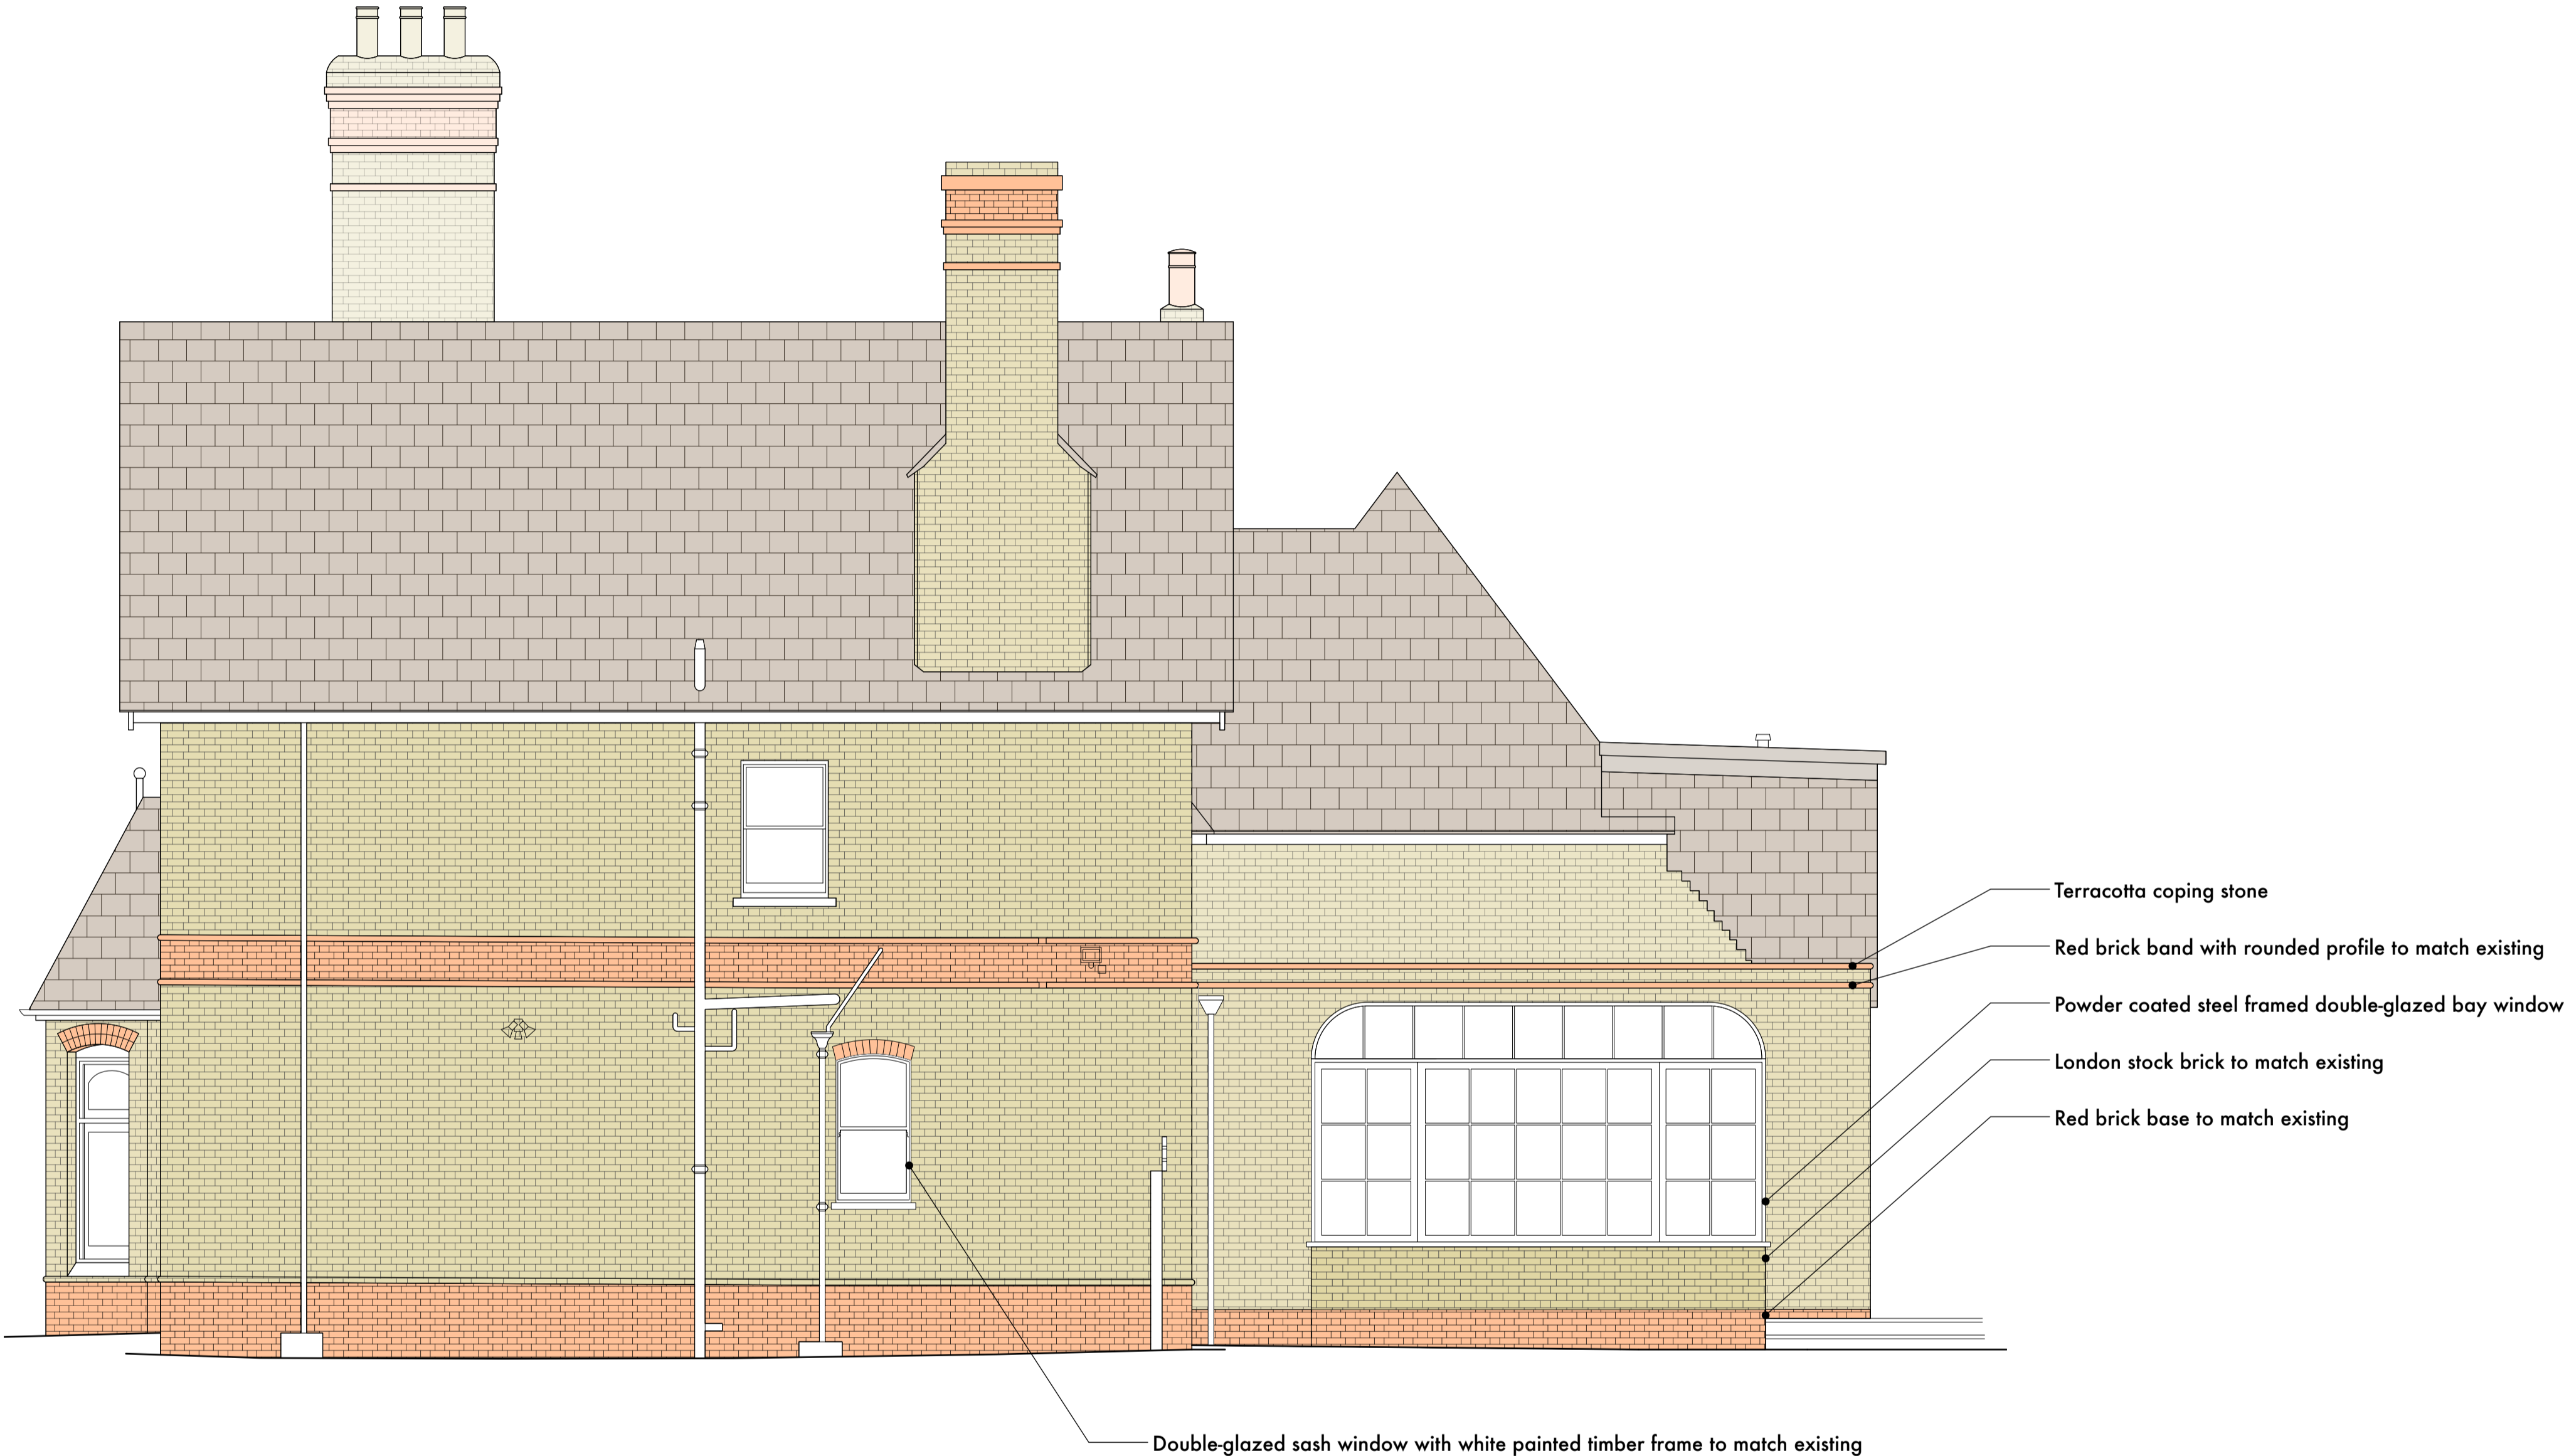 Terracotta coping stone
Red brick band with rounded profile to match existing
Powder coated steel framed double-glazed bay window
London stock brick to match existing
Red brick base to match existing
Double-glazed sash window with white painted timber frame to match existing